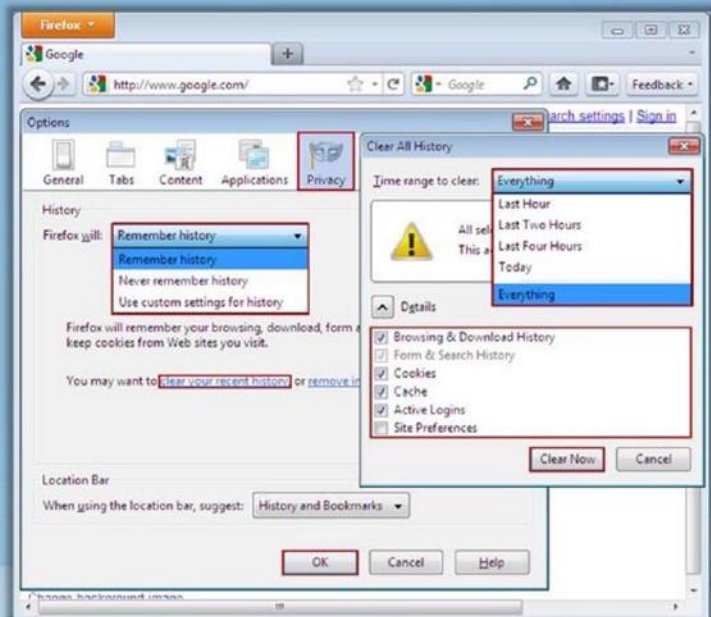 Firefox
Google
http://www.google.com/
Google
Feedback
arch settings | Sign in
Options
General
Tabs
Content
Applications
Privacy
History
Firefox will:
Remember history
Remember history
Never remember history
Use custom settings for history
Firefox will remember your browsing, download, form a
keep cookies from Web sites you visit.
You may want to clear your recent history, or remove in
Location Bar
When using the location bar, suggest:
History and Bookmarks
OK
Cancel
Help
Clear All History
Time range to clear:
Everything
Last Hour
Last Two Hours
Last Four Hours
Today
Everything
All sel
This a
Details
Browsing & Download History
Form & Search History
Cookies
Cache
Active Logins
Site Preferences
Clear Now
Cancel
Change background image